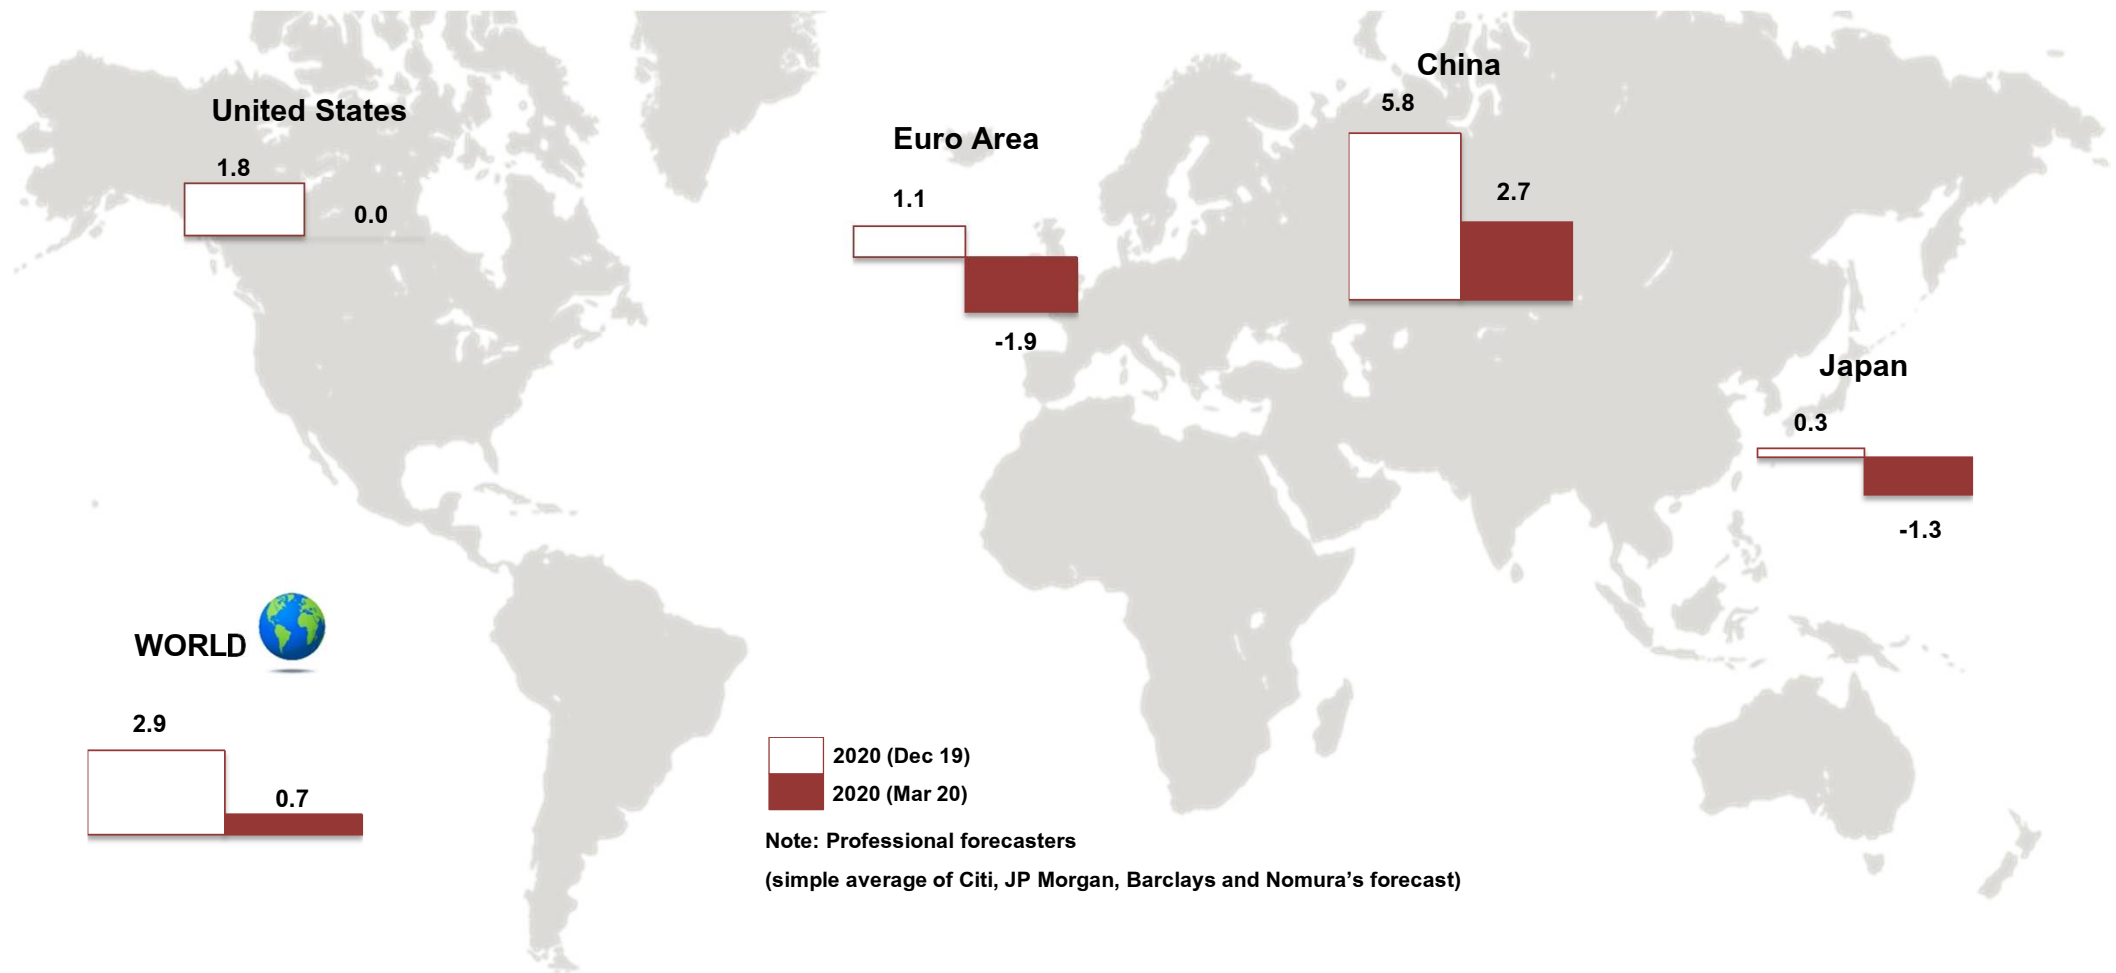 United States
1.8
0.0
Euro Area
1.1
-1.9
China
5.8
2.7
Japan
0.3
-1.3
WORLD
2.9
0.7
2020 (Dec 19)
2020 (Mar 20)
Note: Professional forecasters
(simple average of Citi, JP Morgan, Barclays and Nomura’s forecast)